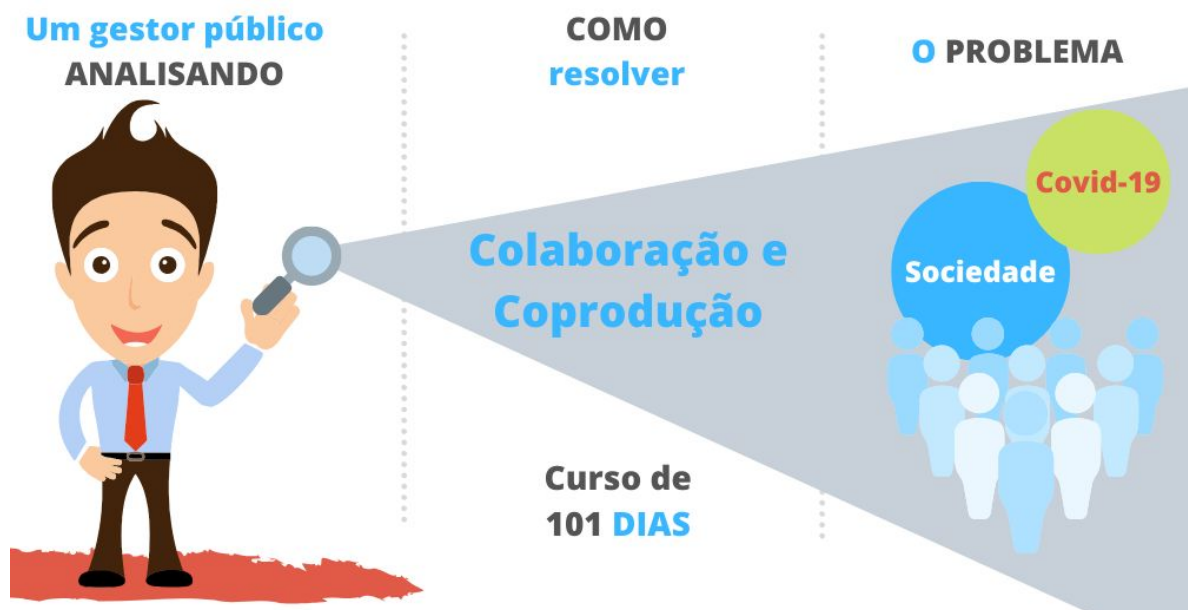 Um gestor público
ANALISANDO
COMO
resolver
O PROBLEMA
Covid-19
Sociedade
Colaboração e
Coprodução
Curso de
101 DIAS